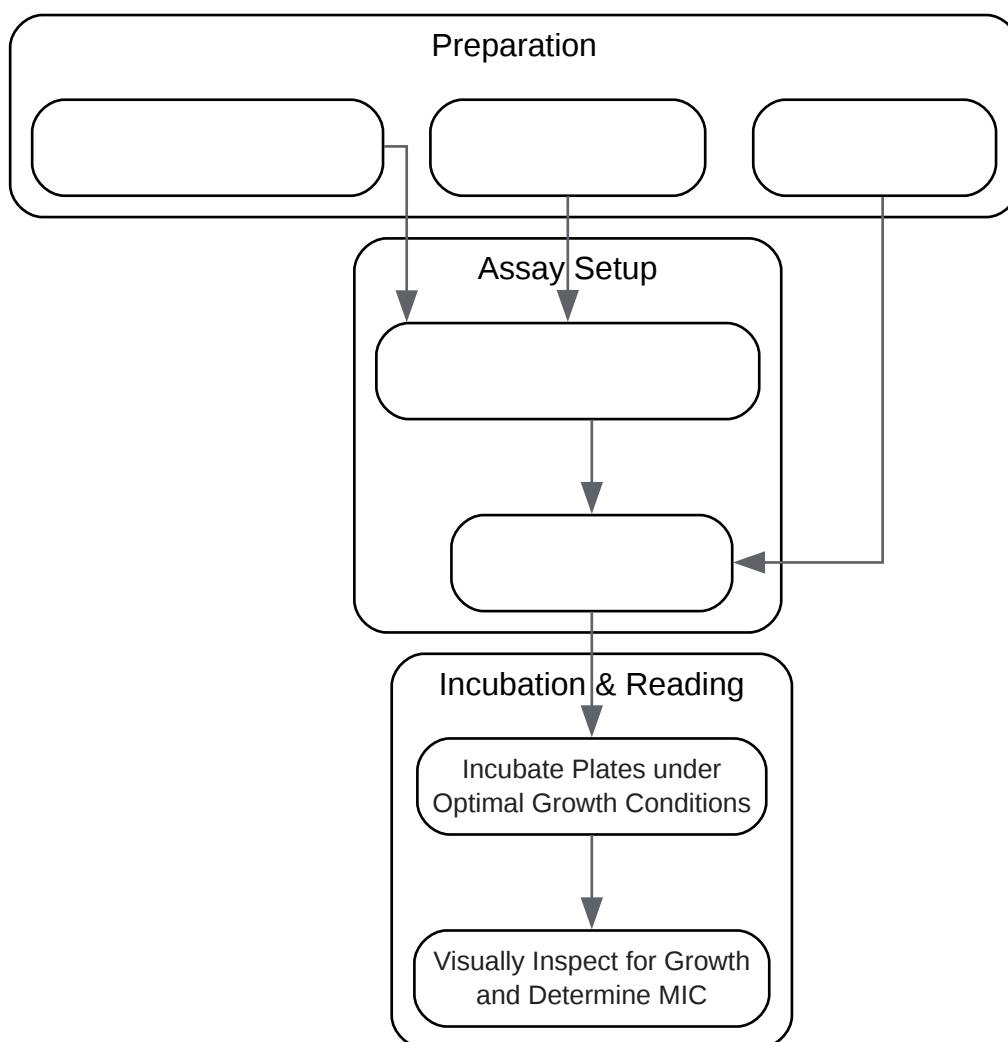 Preparation
Assay Setup
Incubation & Reading
Incubate Plates under
Optimal Growth Conditions
Visually Inspect for Growth
and Determine MIC